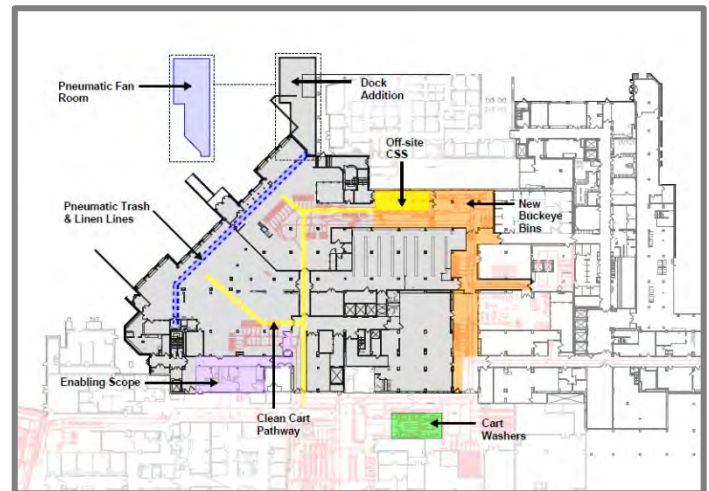 Pneumatic Fan
Room
Dock
Addition
Off-site
CSS
Pneumatic Trash
& Linen Lines
New
Buckeye
Bins
Enabling Scope
Clean Cart
Pathway
Cart
Washers